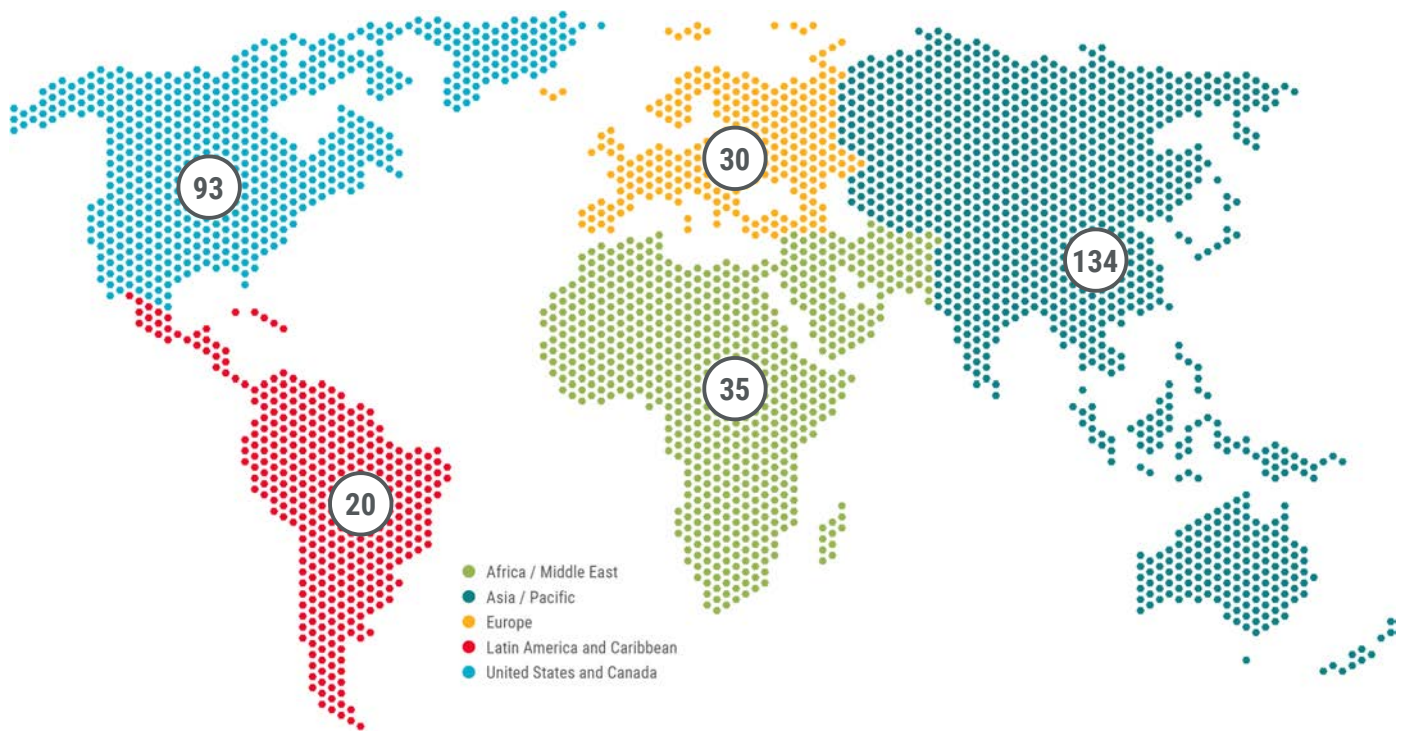 93
30
134
35
20
Africa / Middle East
Asia / Pacific
Europe
Latin America and Caribbean
United States and Canada